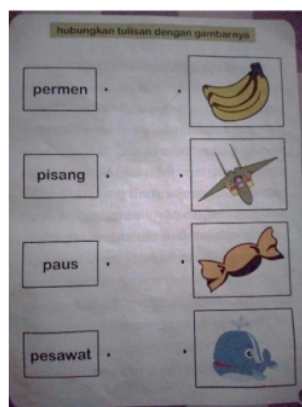 hubungkan tulisan dengan gambarnya
permen
pisang
paus
pesawat